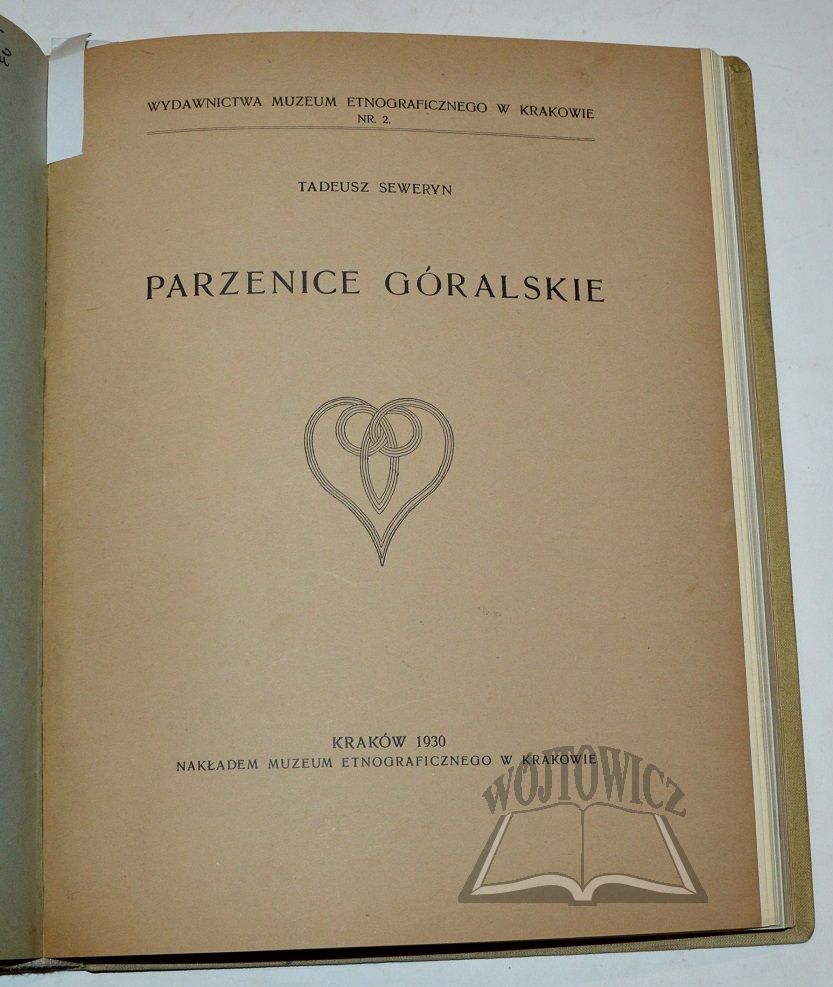 WYDAWNICTWA MUZEUM ETNOGRAFICZNEGO W KRAKOWIE
NR. 2.
TADEUSZ SEWERYN
PARZENICE GÓRALSKIE
KRAKÓW 1930
NAKŁADEM MUZEUM ETNOGRAFICZNEGO W KRAKOWIE
WÓJTOWICZ